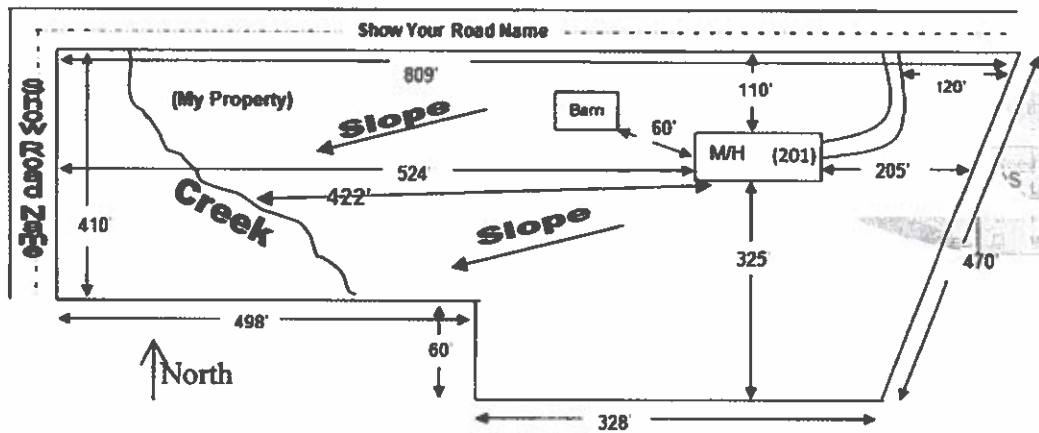 Show Your Road Name
Show Road Name
809'
110'
120'
(My Property)
Slope
Barn
60'
M/H (201)
524'
205'
422'
Creek
410'
Slope
325'
470'
498'
60'
North
328'